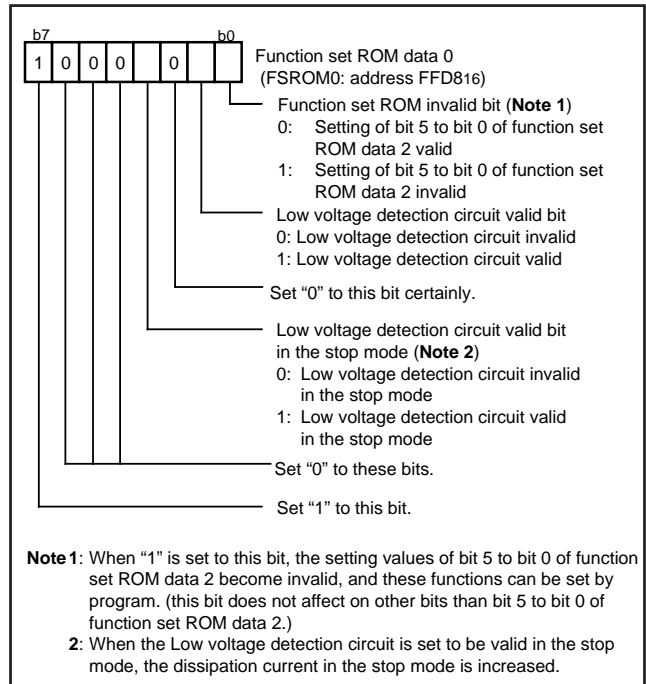 b7 b0
1 0 0 0 0
Function set ROM data 0
(FSROM0: address FFD816)
Function set ROM invalid bit (Note 1)
0: Setting of bit 5 to bit 0 of function set
ROM data 2 valid
1: Setting of bit 5 to bit 0 of function set
ROM data 2 invalid
Low voltage detection circuit valid bit
0: Low voltage detection circuit invalid
1: Low voltage detection circuit valid
Set “0” to this bit certainly.
Low voltage detection circuit valid bit
in the stop mode (Note 2)
0: Low voltage detection circuit invalid
in the stop mode
1: Low voltage detection circuit valid
in the stop mode
Set “0” to these bits.
Set “1” to this bit.
Note 1: When “1” is set to this bit, the setting values of bit 5 to bit 0 of function
set ROM data 2 become invalid, and these functions can be set by
program. (this bit does not affect on other bits than bit 5 to bit 0 of
function set ROM data 2.)
2: When the Low voltage detection circuit is set to be valid in the stop
mode, the dissipation current in the stop mode is increased.